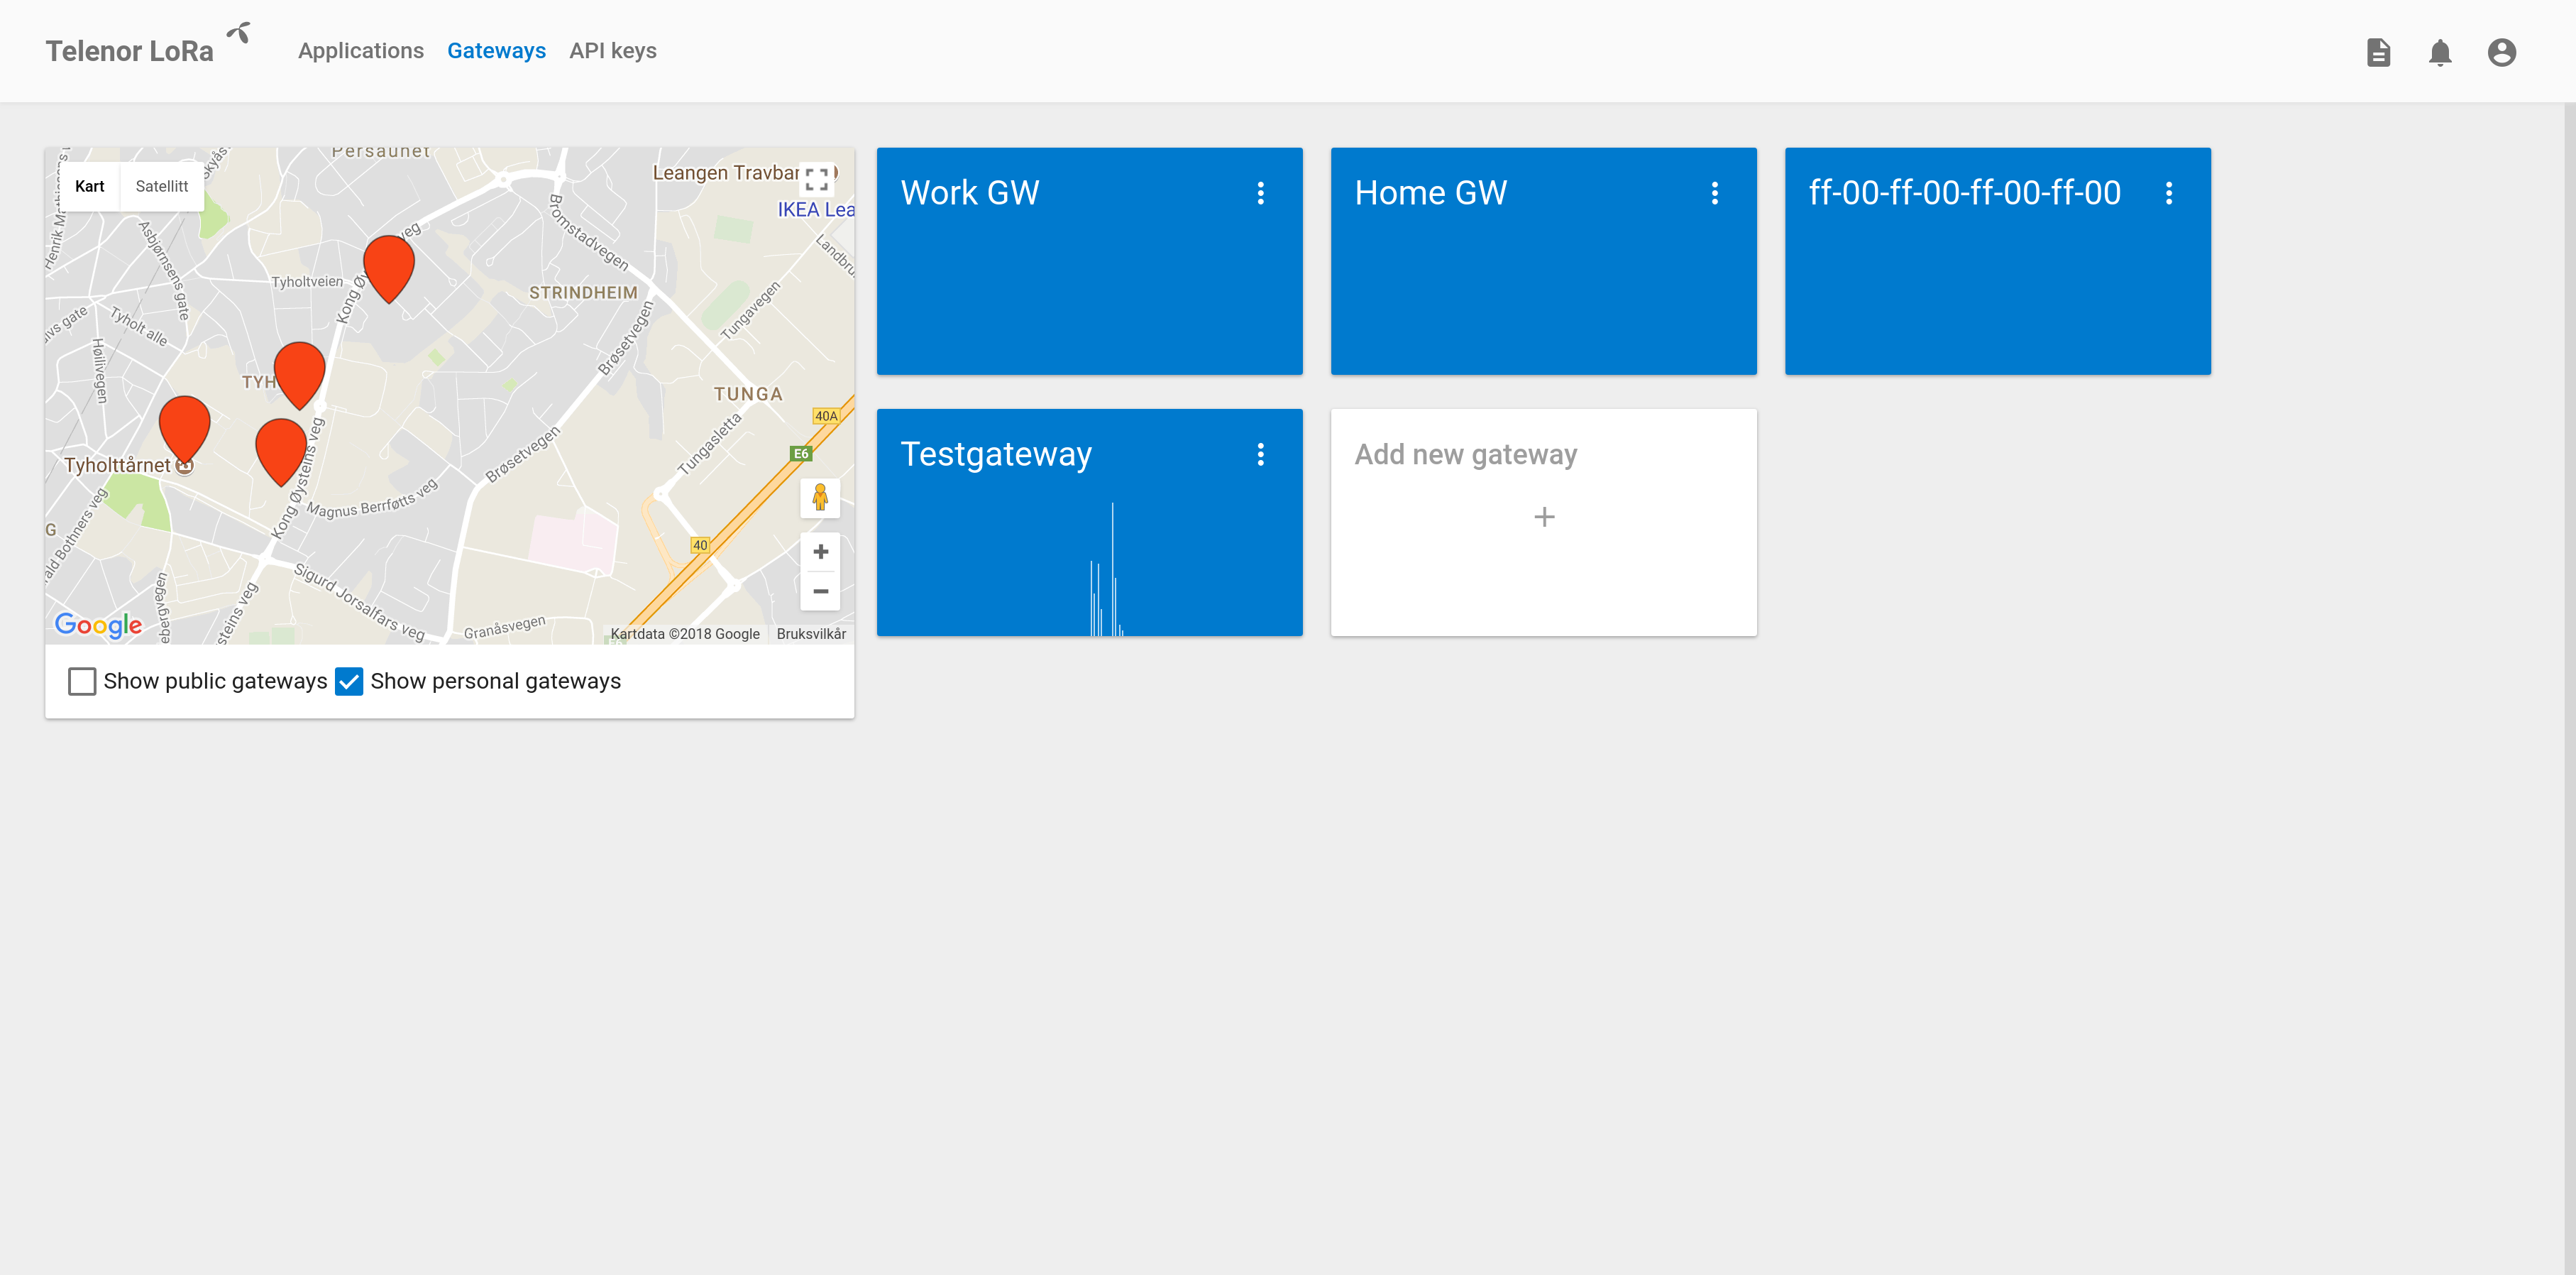 Telenor LoRa
Applications
Gateways
API keys
Persaunet
Kart
Satellitt
Leangen Travbar
IKEA Lea
Asbjørnsens gate
Bromstadvegen
Tyholtveien
STRINDHEIM
Tungavegen
Tyholt alle
Høilivegen
Brøsetvegen
TYH
TUNGA
40A
E6
Tungasletta
Brøsetvegen
Tyholttårnet
Kong Øysteins veg
Magnus Berrføtts veg
G
40
Sigurd Jorsalfars veg
Granåsvegen
Google
Kartdata ©2018 Google
Bruksvilkår
Show public gateways
Show personal gateways
Work GW
Home GW
ff-00-ff-00-ff-00-ff-00
Testgateway
Add new gateway